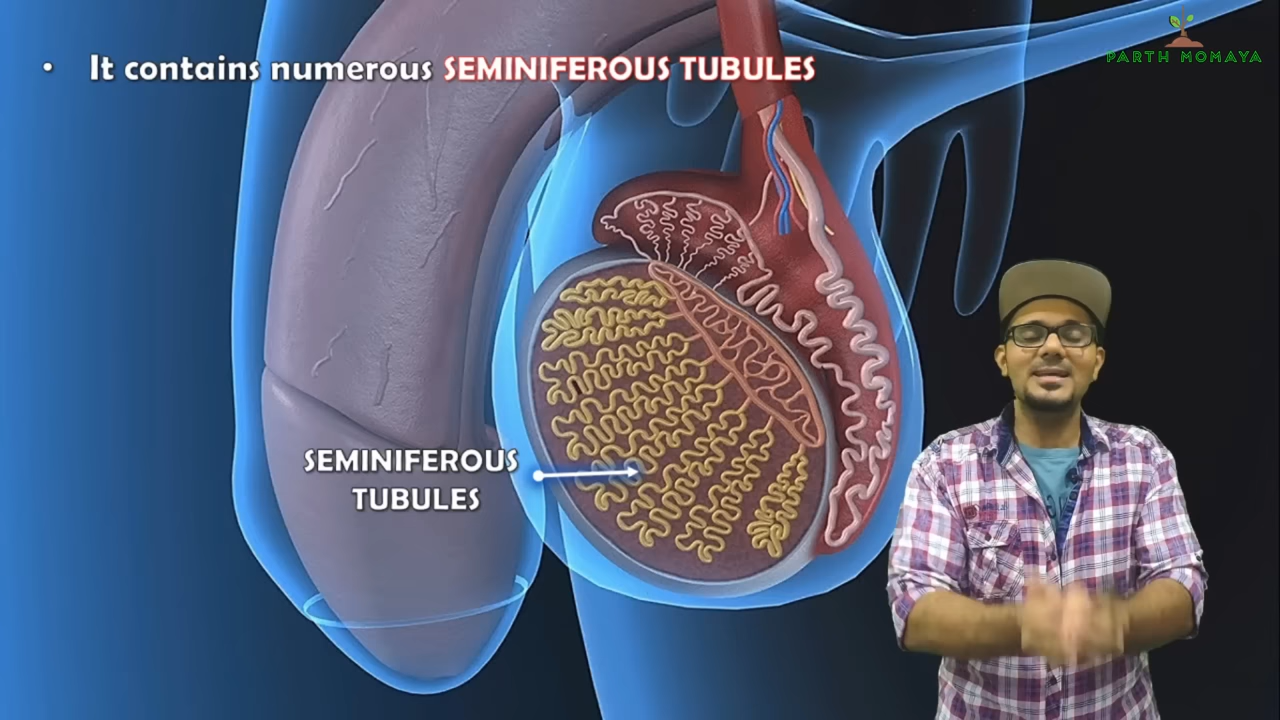 • It contains numerous SEMINIFEROUS TUBULES
PARTH MOMAYA
SEMINIFEROUS
TUBULES